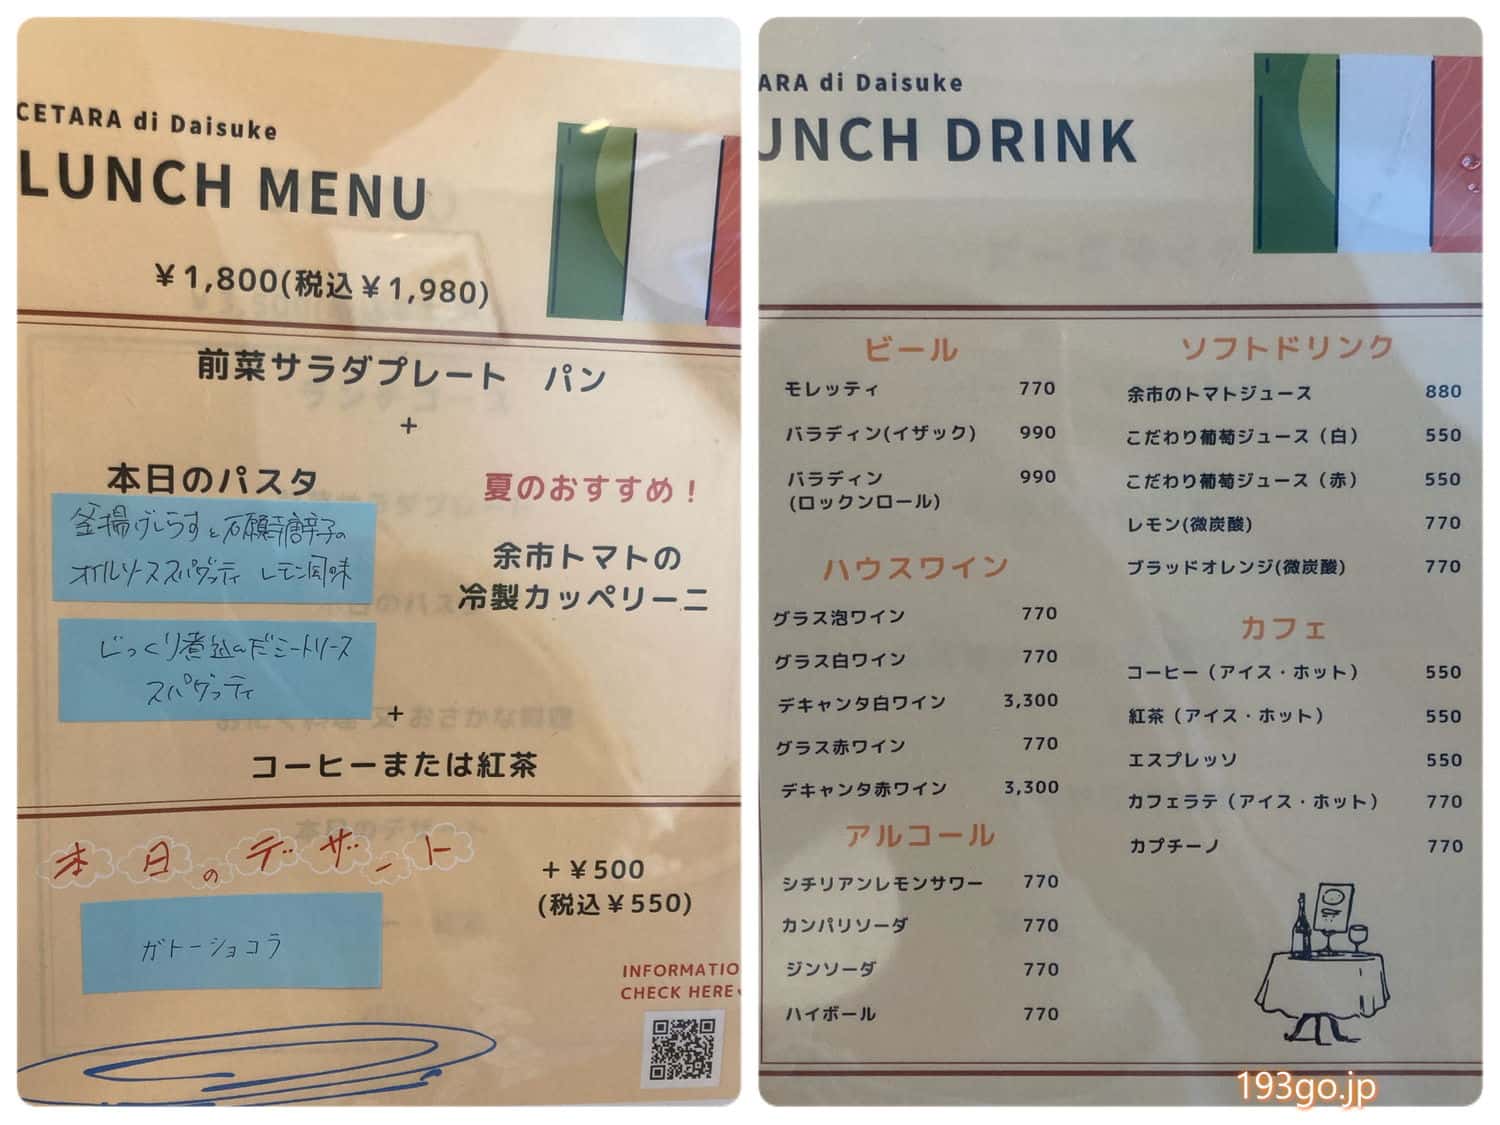 CETARA di Daisuke
LUNCH MENU
￥1,800(税込￥1,980)
前菜サラダプレート　パン
+
本日のパスタ
釜揚げしらすと石願寺唐辛子の
オイルソーススパゲッティ レモン風味
じっくり煮込んだミートソース
スパゲッティ
夏のおすすめ！
余市トマトの
冷製カッペリーニ
+
コーヒーまたは紅茶
本日のデザート
ガトーショコラ
+￥500
(税込￥550)
INFORMATIO
CHECK HERE
ARA di Daisuke
UNCH DRINK
ビール
モレッティ 770
バラディン(イザック) 990
バラディン 990
(ロックンロール)
ハウスワイン
グラス泡ワイン 770
グラス白ワイン 770
デキャンタ白ワイン 3,300
グラス赤ワイン 770
デキャンタ赤ワイン 3,300
アルコール
シチリアンレモンサワー 770
カンパリソーダ 770
ジンソーダ 770
ハイボール 770
ソフトドリンク
余市のトマトジュース 880
こだわり葡萄ジュース（白） 550
こだわり葡萄ジュース（赤） 550
レモン(微炭酸) 770
ブラッドオレンジ(微炭酸) 770
カフェ
コーヒー（アイス・ホット） 550
紅茶（アイス・ホット） 550
エスプレッソ 550
カフェラテ（アイス・ホット） 770
カプチーノ 770
193go.jp